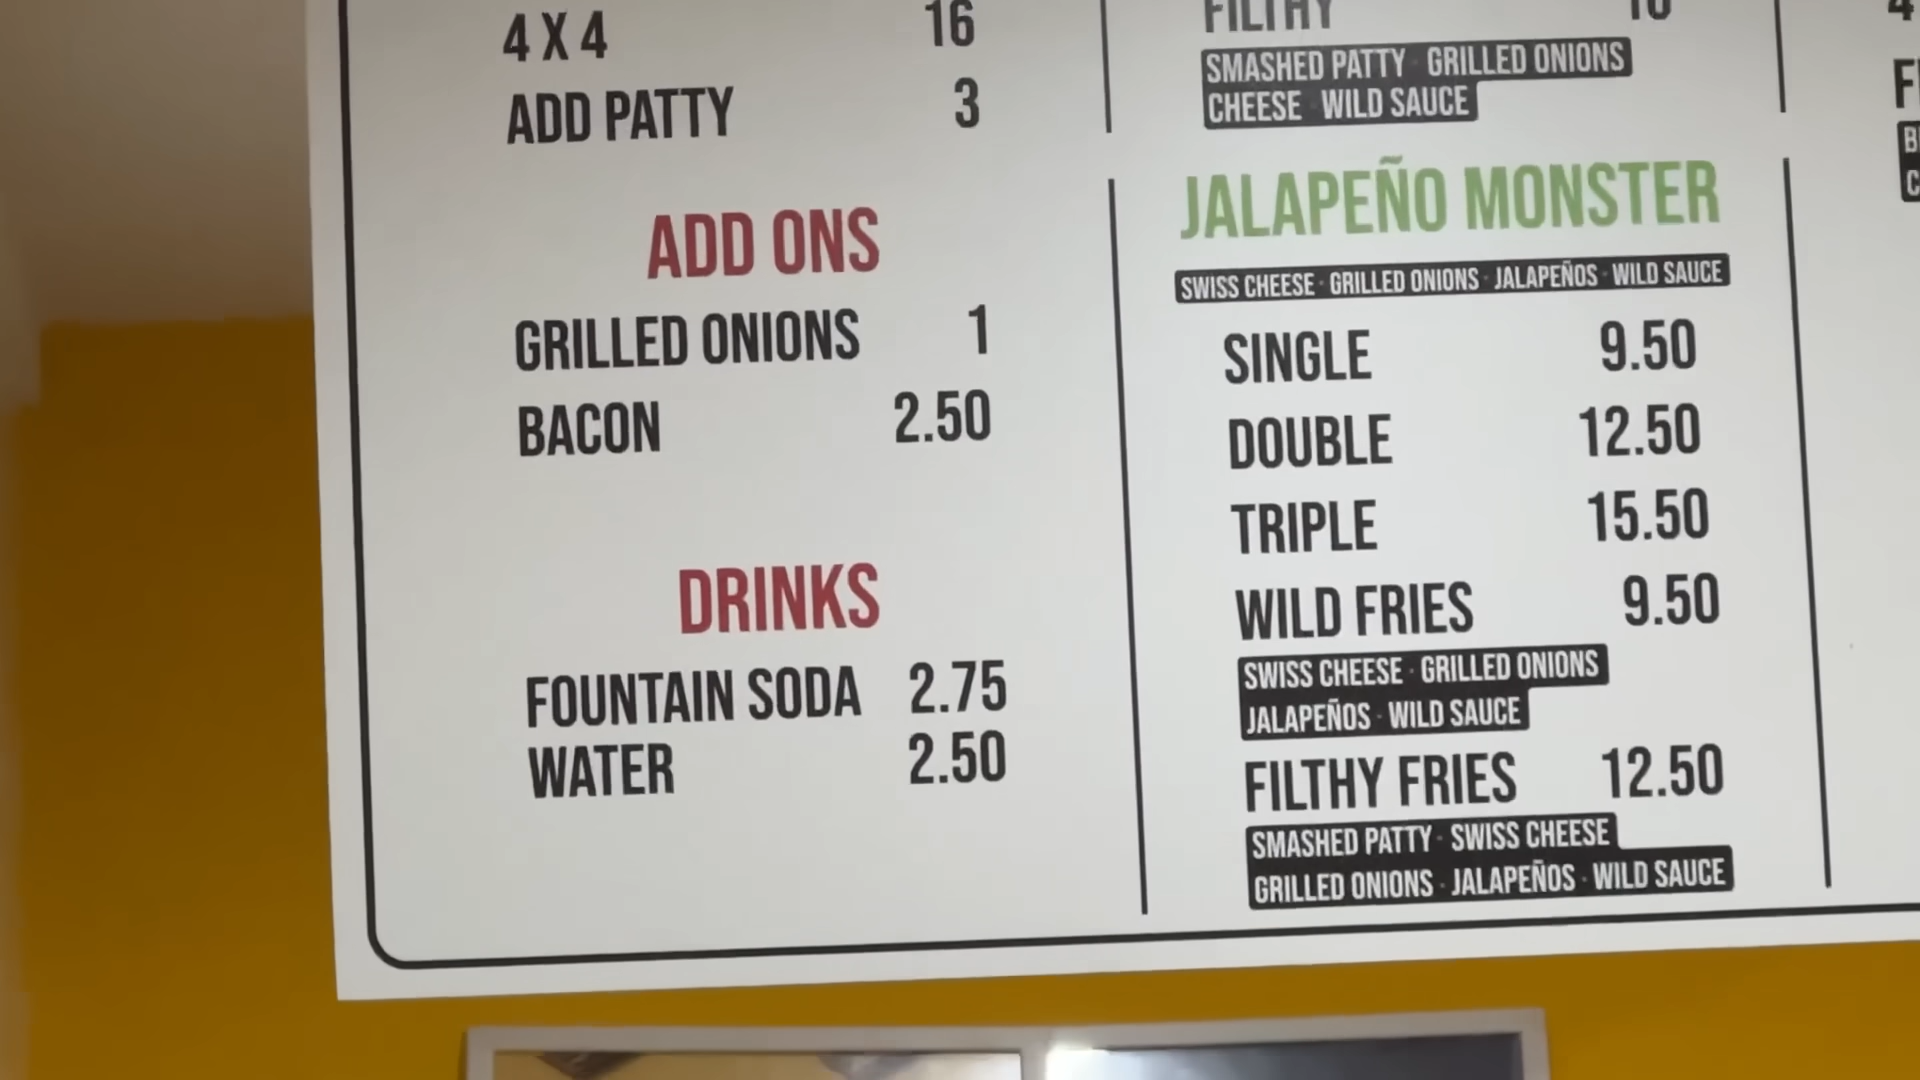 4 X 4 16
ADD PATTY 3
ADD ONS
GRILLED ONIONS 1
BACON 2.50
DRINKS
FOUNTAIN SODA 2.75
WATER 2.50
FILTHY
SMASHED PATTY · GRILLED ONIONS
CHEESE · WILD SAUCE
JALAPEÑO MONSTER
SWISS CHEESE · GRILLED ONIONS · JALAPEÑOS · WILD SAUCE
SINGLE 9.50
DOUBLE 12.50
TRIPLE 15.50
WILD FRIES 9.50
SWISS CHEESE · GRILLED ONIONS
JALAPEÑOS · WILD SAUCE
FILTHY FRIES 12.50
SMASHED PATTY · SWISS CHEESE
GRILLED ONIONS · JALAPEÑOS · WILD SAUCE